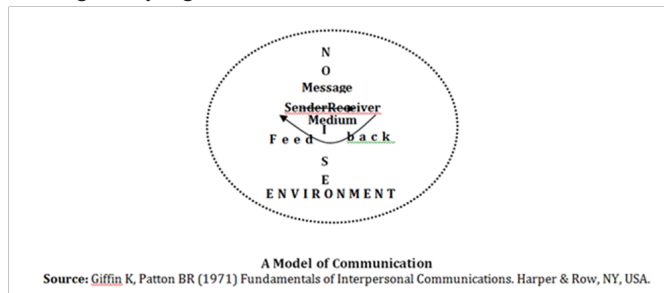 N
O
Message
SenderReceiver
Medium
I
Feed back
S
E
ENVIRONMENT
A Model of Communication
Source: Giffin K, Patton BR (1971) Fundamentals of Interpersonal Communications. Harper & Row, NY, USA.